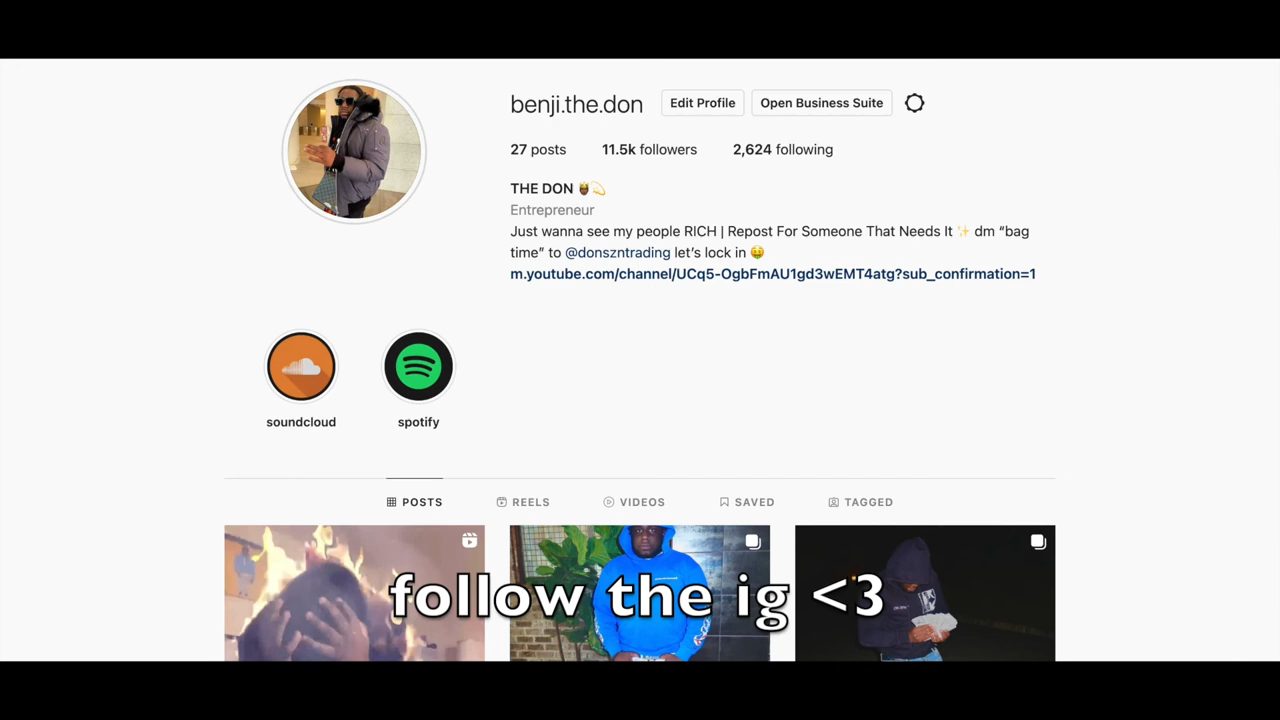 benji.the.don Edit Profile Open Business Suite
27 posts 11.5k followers 2,624 following
THE DON
Entrepreneur
Just wanna see my people RICH | Repost For Someone That Needs It ✨ dm “bag
time” to @donszntrading let’s lock in 🤑
m.youtube.com/channel/UCq5-OgbFmAU1gd3wEMT4atg?sub_confirmation=1
soundcloud spotify
POSTS REELS VIDEOS SAVED TAGGED
follow the ig <3